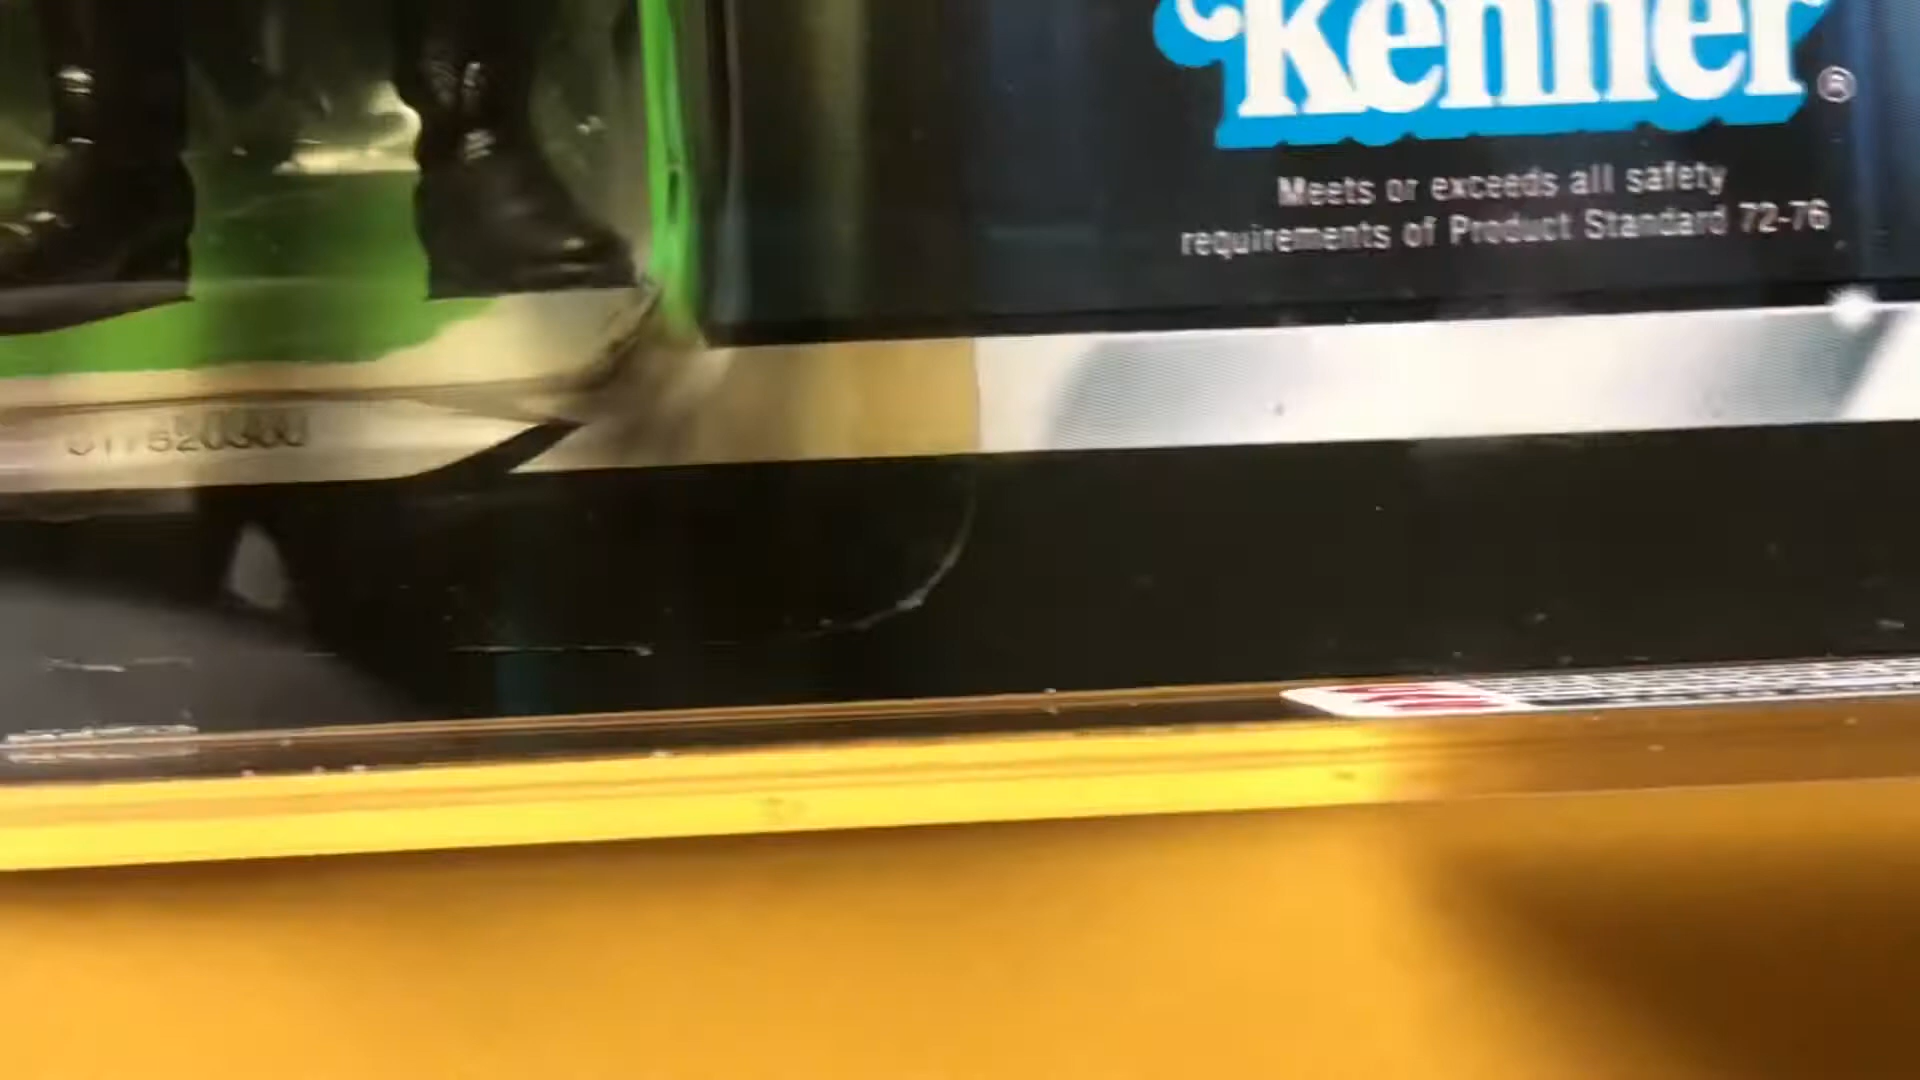 Kenner®
Meets or exceeds all safety
requirements of Product Standard 72-76